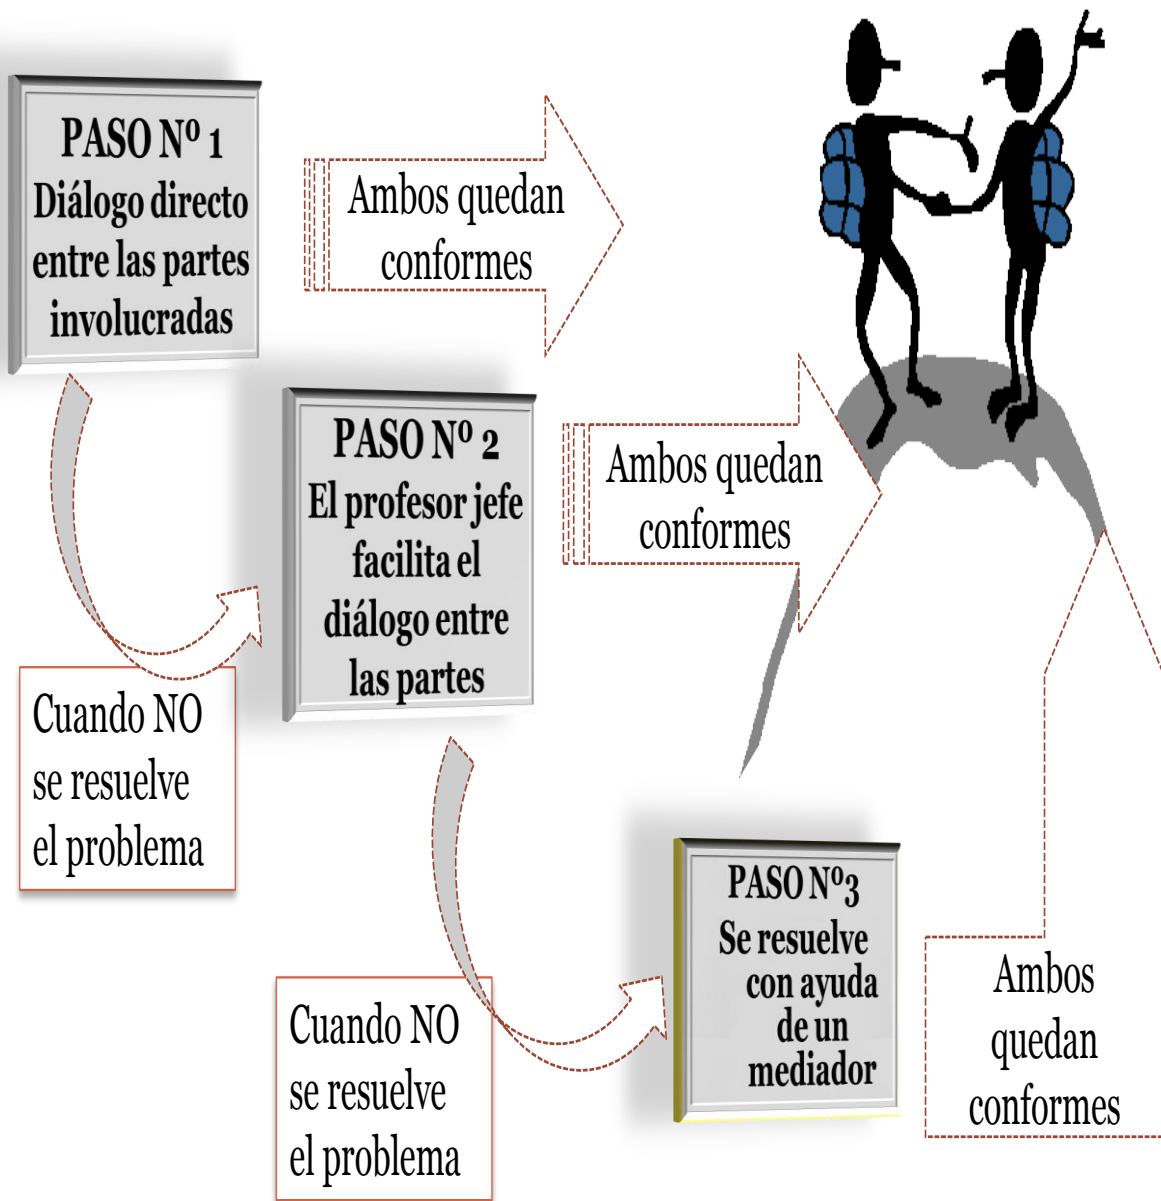 PASO Nº 1
Diálogo directo
entre las partes
involucradas
Ambos quedan
conformes
PASO Nº 2
El profesor jefe
facilita el
diálogo entre
las partes
Ambos quedan
conformes
Cuando NO
se resuelve
el problema
PASO Nº3
Se resuelve
con ayuda
de un
mediador
Ambos
quedan
conformes
Cuando NO
se resuelve
el problema